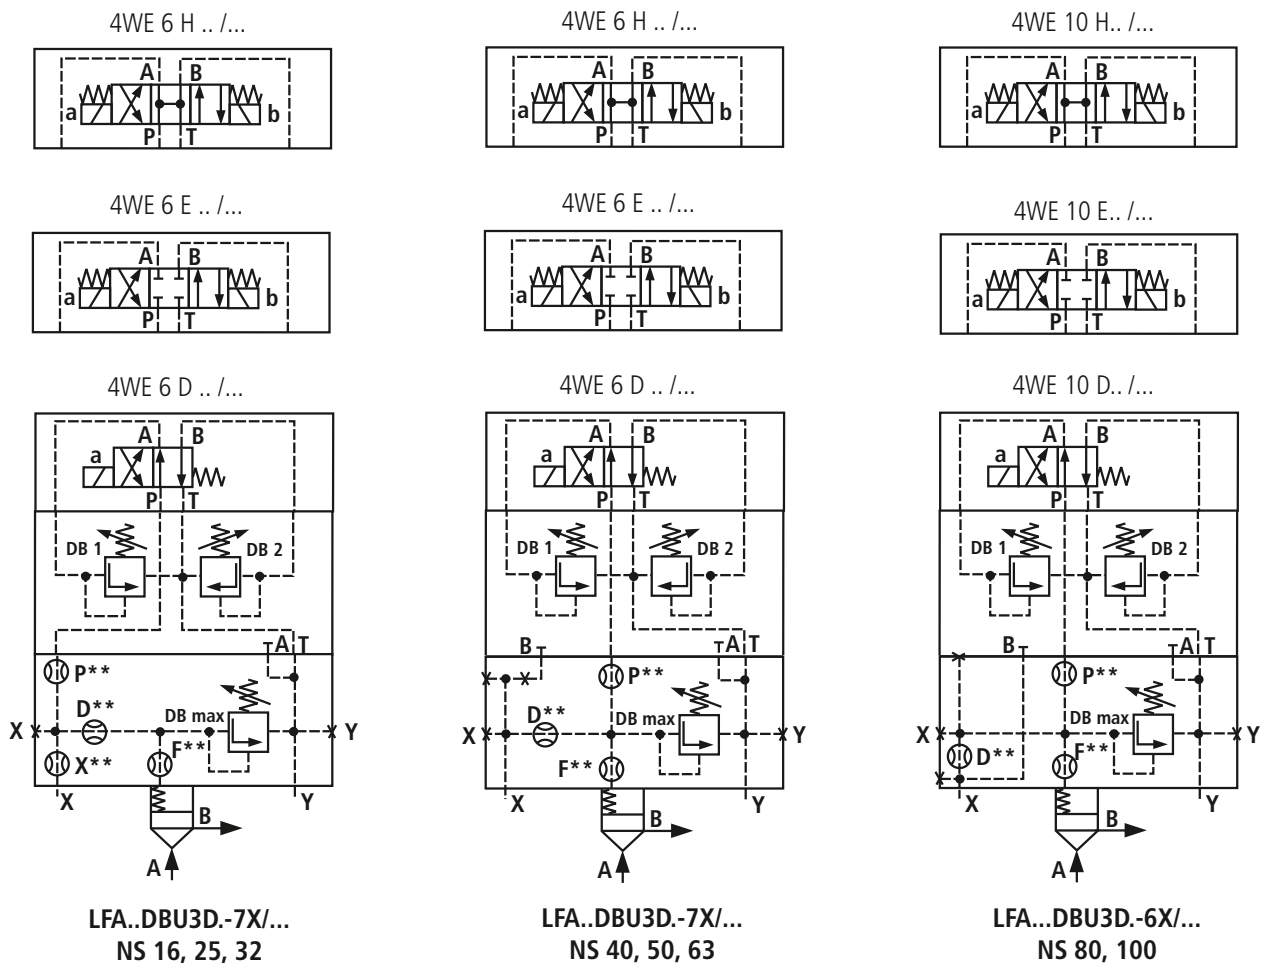 4WE 6 H .. /...
A B
a b
P T
4WE 6 E .. /...
A B
a b
P T
4WE 6 D .. /...
A B
a
P T
DB 1 DB 2
A T
P**
D** DB max
X Y
X** F**
X Y
B
A
LFA..DBU3D.-7X/...
NS 16, 25, 32
4WE 6 H .. /...
A B
a b
P T
4WE 6 E .. /...
A B
a b
P T
4WE 6 D .. /...
A B
a
P T
DB 1 DB 2
B A T
P**
D** DB max
X Y
F**
X Y
B
A
LFA..DBU3D.-7X/...
NS 40, 50, 63
4WE 10 H.. /...
A B
a b
P T
4WE 10 E.. /...
A B
a b
P T
4WE 10 D.. /...
A B
a
P T
DB 1 DB 2
B A T
P**
DB max
X Y
D** F**
X Y
B
A
LFA...DBU3D.-6X/...
NS 80, 100